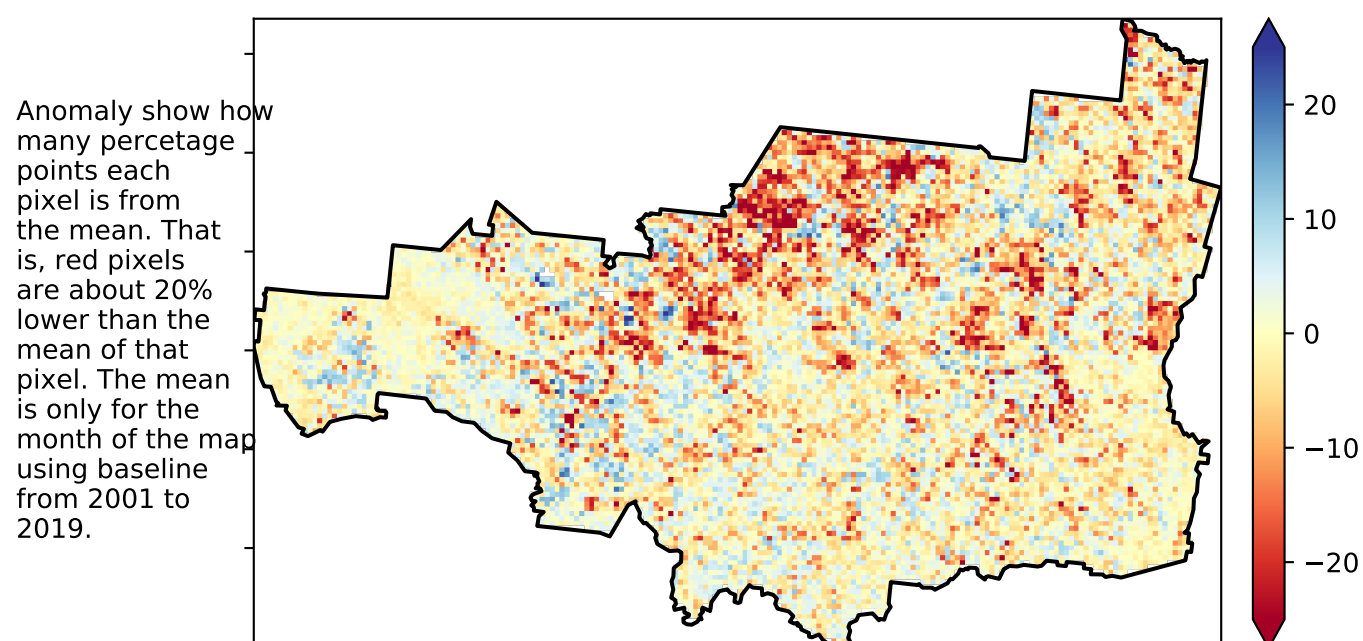 Anomaly show how
many percetage
points each
pixel is from
the mean. That
is, red pixels
are about 20%
lower than the
mean of that
pixel. The mean
is only for the
month of the map
using baseline
from 2001 to
2019.
20
10
0
−10
−20